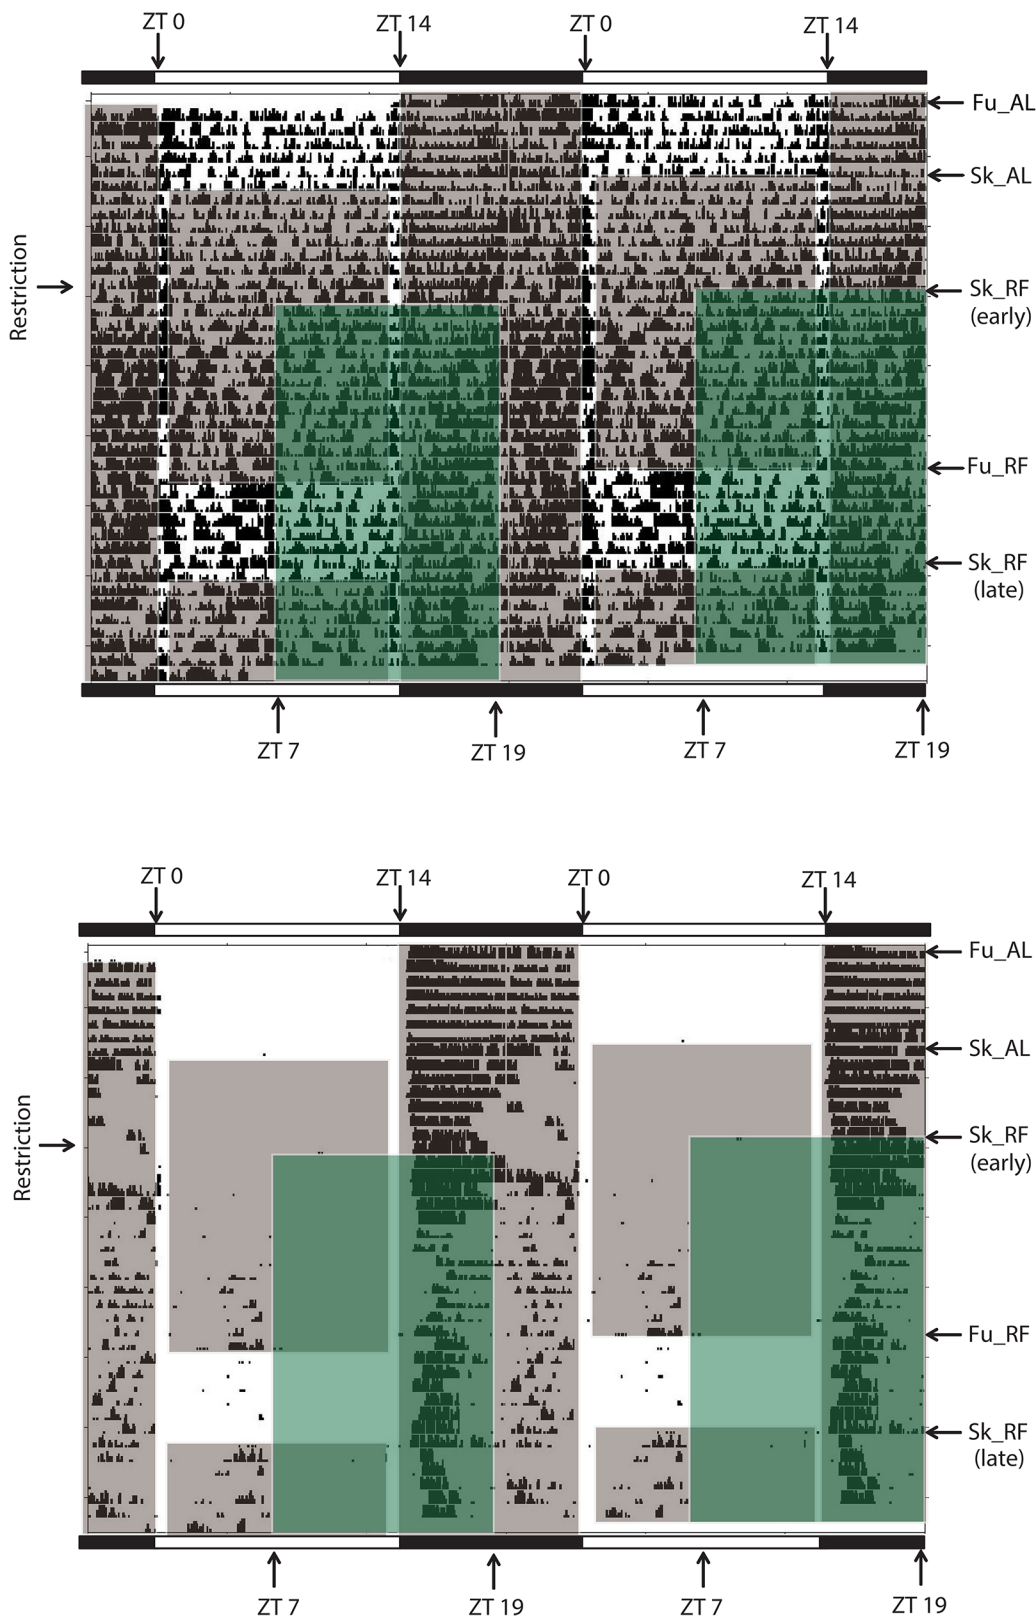 ZT 0 ZT 14 ZT 0 ZT 14
Fu_AL
Sk_AL
Restriction
Sk_RF
(early)
Fu_RF
Sk_RF
(late)
ZT 7 ZT 19 ZT 7 ZT 19
ZT 0 ZT 14 ZT 0 ZT 14
Fu_AL
Sk_AL
Restriction
Sk_RF
(early)
Fu_RF
Sk_RF
(late)
ZT 7 ZT 19 ZT 7 ZT 19